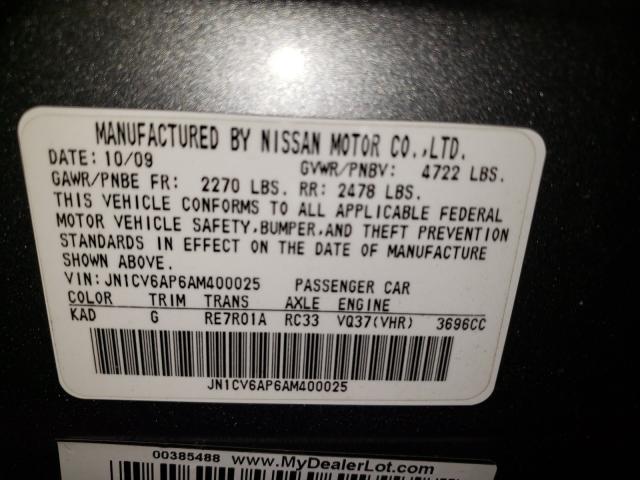 MANUFACTURED BY NISSAN MOTOR CO.,LTD.
DATE: 10/09 GVWR/PNBV: 4722 LBS.
GAWR/PNBE FR: 2270 LBS. RR: 2478 LBS.
THIS VEHICLE CONFORMS TO ALL APPLICABLE FEDERAL
MOTOR VEHICLE SAFETY,BUMPER,AND THEFT PREVENTION
STANDARDS IN EFFECT ON THE DATE OF MANUFACTURE
SHOWN ABOVE.
VIN:JN1CV6AP6AM400025 PASSENGER CAR
COLOR TRIM TRANS AXLE ENGINE
KAD G RE7R01A RC33 VQ37(VHR) 3696CC
JN1CV6AP6AM400025
00385488 www.MyDealerLot.com